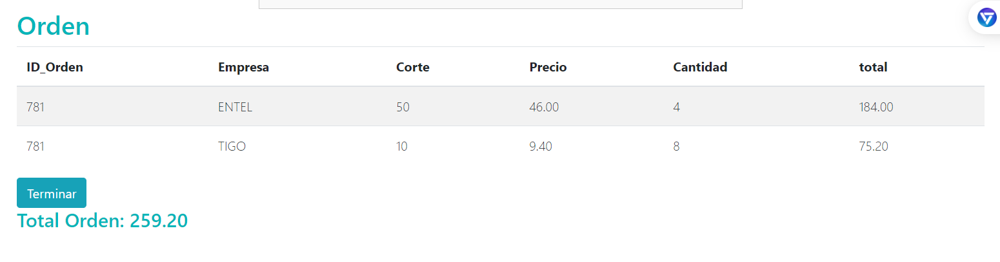 Orden
ID_Orden Empresa Corte Precio Cantidad total
781 ENTEL 50 46.00 4 184.00
781 TIGO 10 9.40 8 75.20
Terminar
Total Orden: 259.20